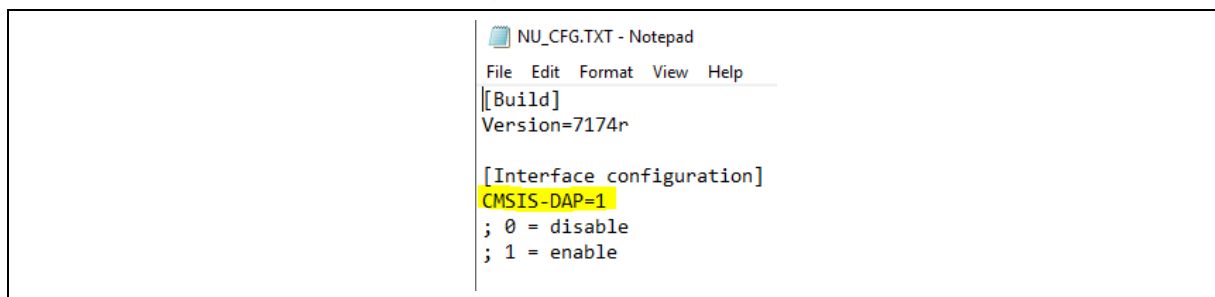 NU_CFG.TXT - Notepad
File Edit Format View Help
[Build]
Version=7174r
[Interface configuration]
CMSIS-DAP=1
; 0 = disable
; 1 = enable